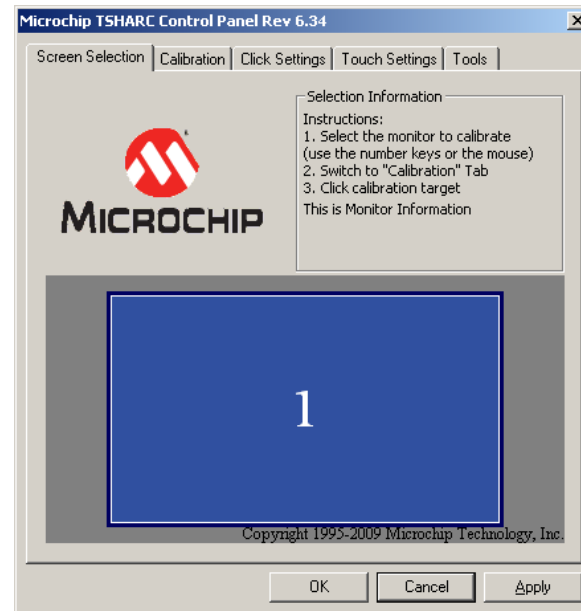 Microchip TSHARC Control Panel Rev 6.34
Screen Selection Calibration Click Settings Touch Settings Tools
Selection Information
Instructions:
1. Select the monitor to calibrate
(use the number keys or the mouse)
2. Switch to "Calibration" Tab
3. Click calibration target
This is Monitor Information
MICROCHIP
1
Copyright 1995-2009 Microchip Technology, Inc.
OK Cancel Apply